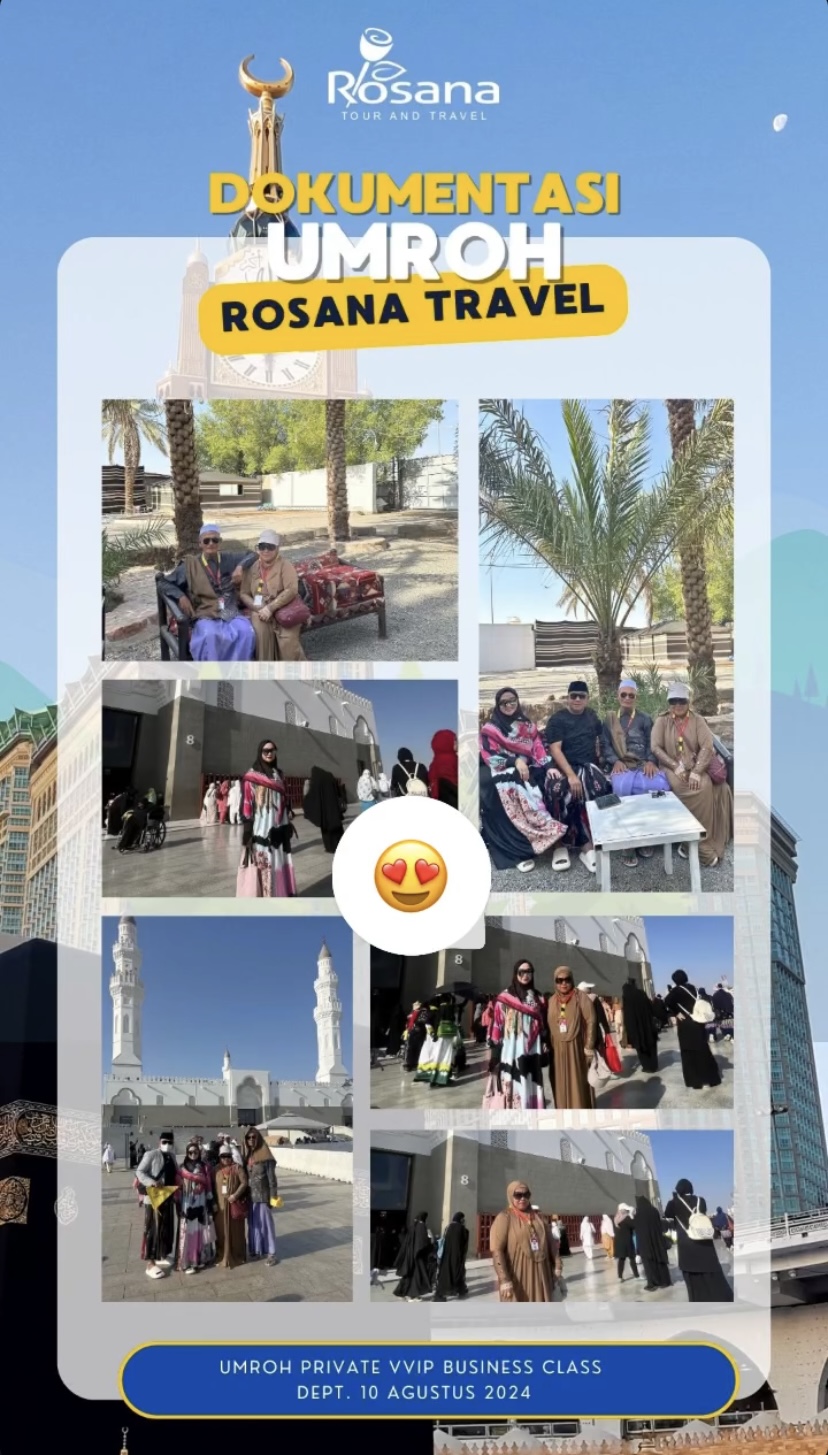 Rosana
TOUR AND TRAVEL
DOKUMENTASI
UMROH
ROSANA TRAVEL
8
8
8
UMROH PRIVATE VVIP BUSINESS CLASS
DEPT. 10 AGUSTUS 2024